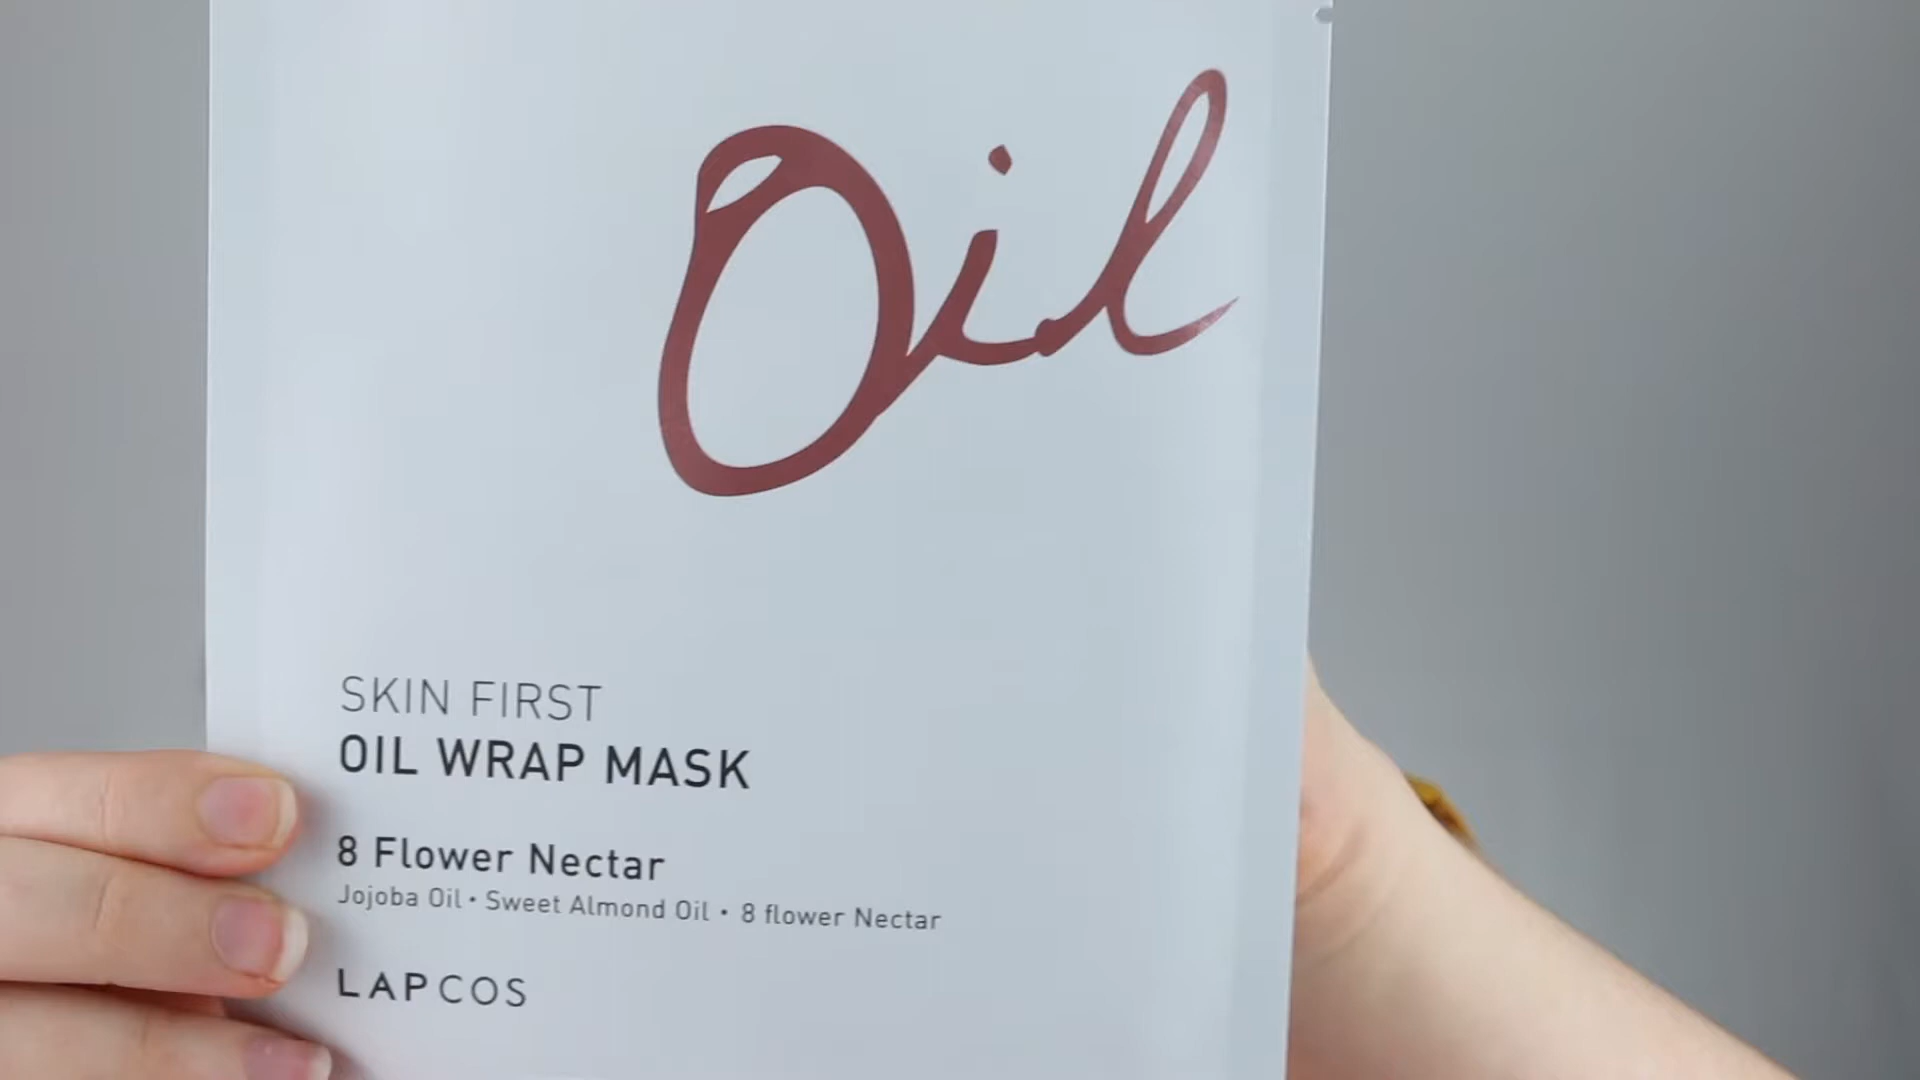 Oil
SKIN FIRST
OIL WRAP MASK
8 Flower Nectar
Jojoba Oil • Sweet Almond Oil • 8 flower Nectar
LAPCOS